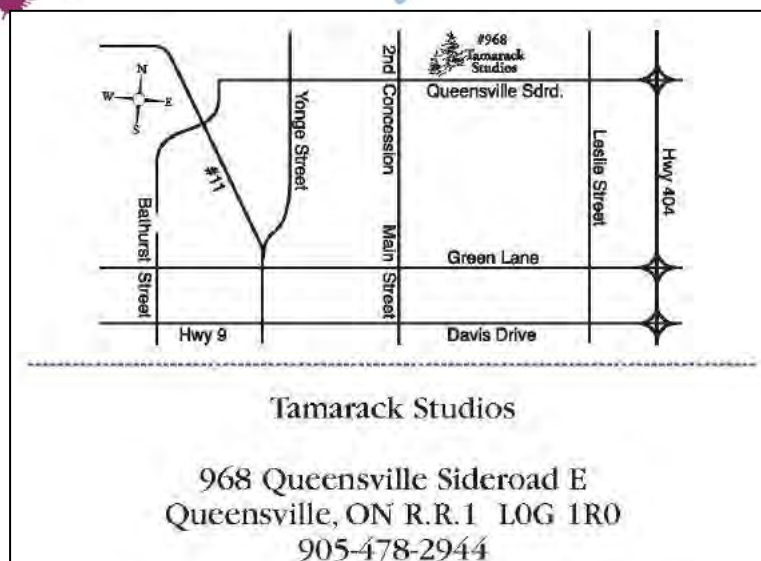 #968
Tamarack
Studios
N
W E
S
2nd Concession
Queensville Sdrd.
Yonge Street
#11
Leslie Street
Hwy 404
Bathurst Street
Main Street
Green Lane
Hwy 9
Davis Drive
Tamarack Studios
968 Queensville Sideroad E
Queensville, ON R.R.1 L0G 1R0
905-478-2944